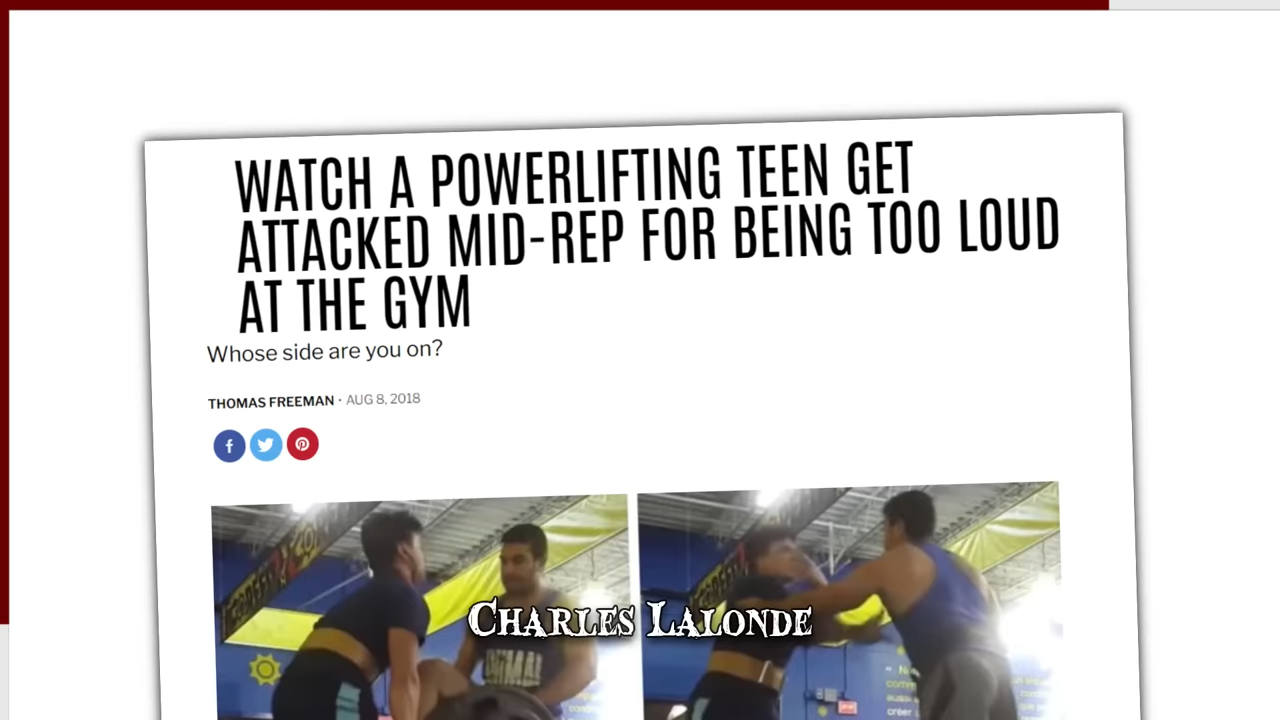 WATCH A POWERLIFTING TEEN GET
ATTACKED MID-REP FOR BEING TOO LOUD
AT THE GYM
Whose side are you on?
THOMAS FREEMAN · AUG 8, 2018
CHARLES LALONDE